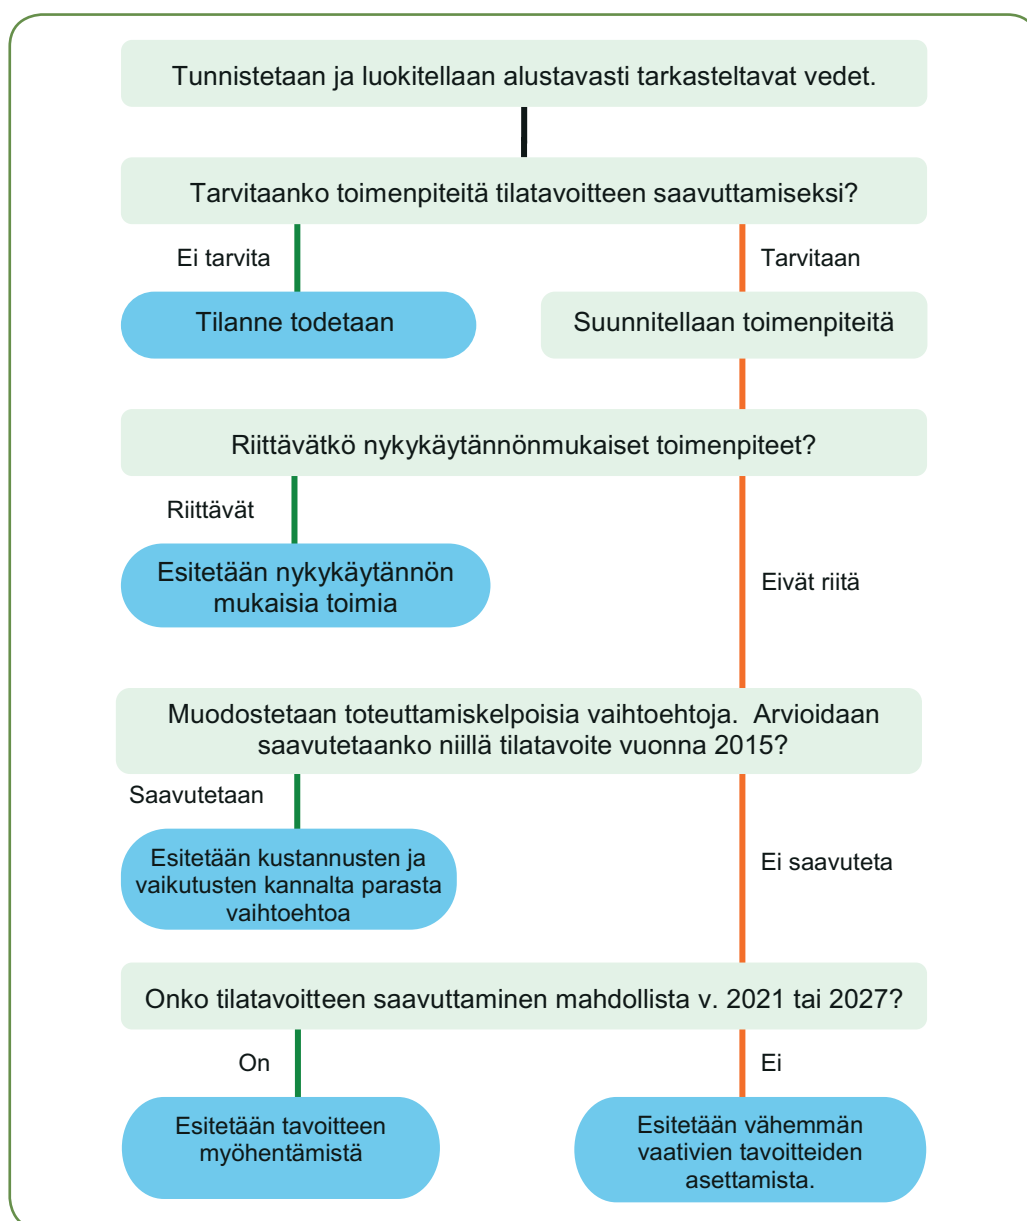 Tunnistetaan ja luokitellaan alustavasti tarkasteltavat vedet.
Tarvitaanko toimenpiteitä tilatavoitteen saavuttamiseksi?
Ei tarvita
Tarvitaan
Tilanne todetaan
Suunnitellaan toimenpiteitä
Riittävätkö nykykäytännönmukaiset toimenpiteet?
Riittävät
Esitetään nykykäytännön
mukaisia toimia
Eivät riitä
Muodostetaan toteuttamiskelpoisia vaihtoehtoja. Arvioidaan
saavutetaanko niillä tilatavoite vuonna 2015?
Saavutetaan
Esitetään kustannusten ja
vaikutusten kannalta parasta
vaihtoehtoa
Ei saavuteta
Onko tilatavoitteen saavuttaminen mahdollista v. 2021 tai 2027?
On
Ei
Esitetään tavoitteen
myöhentämistä
Esitetään vähemmän
vaativien tavoitteiden
asettamista.